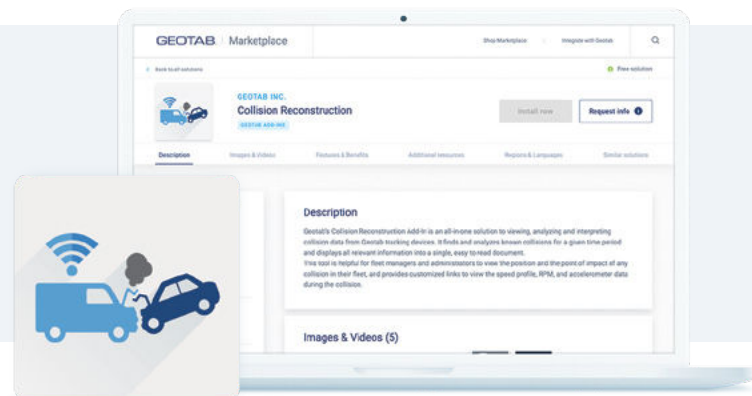 GEOTAB Marketplace
Shop Marketplace
Integrate with Geotab
Back to all solutions
Free solution
GEOTAB INC.
Collision Reconstruction
GEOTAB ADD-INS
Install now
Request info
Description
Images & Videos
Features & Benefits
Additional resources
Regions & Languages
Similar solutions
Description
Geotab's Collision Reconstruction Add-In is an all-in-one solution to viewing, analyzing and interpreting
collision data from Geotab tracking devices. It finds and analyzes known collisions for a given time period
and displays all relevant information into a single, easy to read document.
This tool is helpful for fleet managers and administrators to view the position and the point of impact of any
collision in their fleet, and provides customized links to view the speed profile, RPM, and accelerometer data
during the collision.
Images & Videos (5)